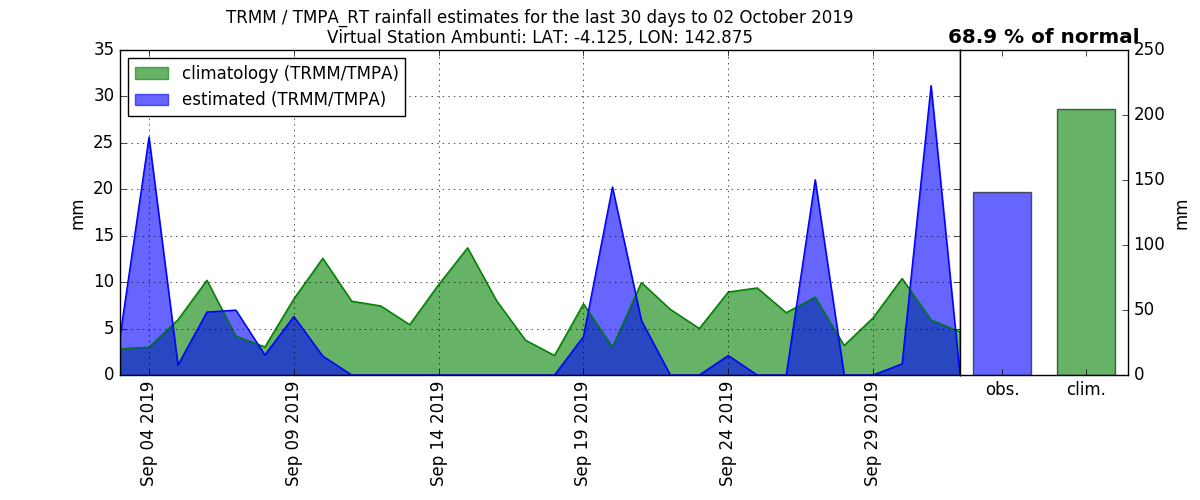 TRMM / TMPA_RT rainfall estimates for the last 30 days to 02 October 2019
Virtual Station Ambunti: LAT: -4.125, LON: 142.875
68.9 % of normal
climatology (TRMM/TMPA)
estimated (TRMM/TMPA)
mm
35
30
25
20
15
10
5
0
Sep 04 2019
Sep 09 2019
Sep 14 2019
Sep 19 2019
Sep 24 2019
Sep 29 2019
obs.
clim.
250
200
150
100
50
0
mm